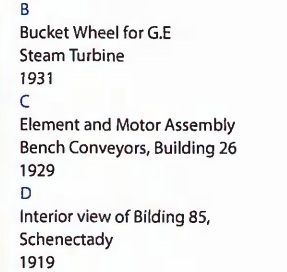 B
Bucket Wheel for G.E
Steam Turbine
1931
C
Element and Motor Assembly
Bench Conveyors, Building 26
1929
D
Interior view of Bilding 85,
Schenectady
1919